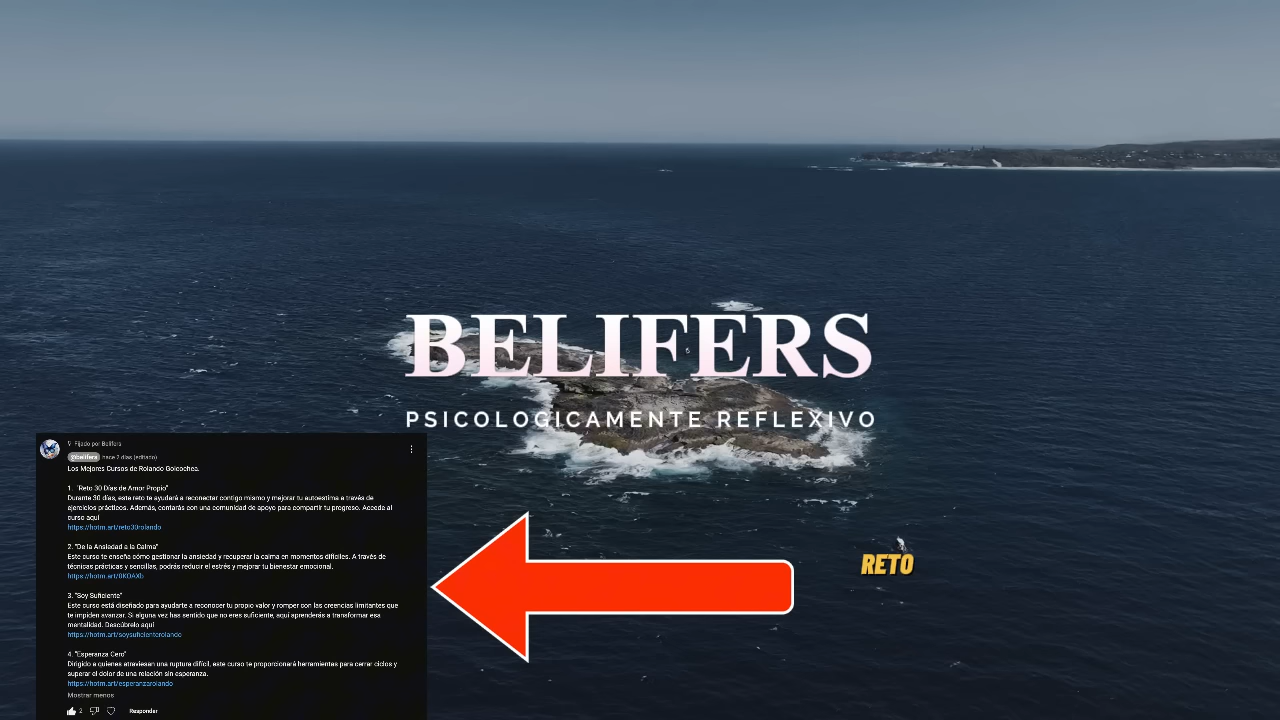 BELIFERS
PSICOLOGICAMENTE REFLEXIVO
Fijado por Belifers
@belifers hace 2 días (editado)
Los Mejores Cursos de Rolando Goicochea.
1. "Reto 30 Días de Amor Propio"
Durante 30 días, este reto te ayudará a reconectar contigo mismo y mejorar tu autoestima a través de
ejercicios prácticos. Además, contarás con una comunidad de apoyo para compartir tu progreso. Accede al
curso aquí
https://hotm.art/reto30rolando
2. "De la Ansiedad a la Calma"
Este curso te enseña cómo gestionar la ansiedad y recuperar la calma en momentos difíciles. A través de
técnicas prácticas y sencillas, podrás reducir el estrés y mejorar tu bienestar emocional.
https://hotm.art/0KOAXb
3. "Soy Suficiente"
Este curso está diseñado para ayudarte a reconocer tu propio valor y romper con las creencias limitantes que
te impiden avanzar. Si alguna vez has sentido que no eres suficiente, aquí aprenderás a transformar esa
mentalidad. Descúbrelo aquí
https://hotm.art/soysuficienterolando
4. "Esperanza Cero"
Dirigido a quienes atraviesan una ruptura difícil, este curso te proporcionará herramientas para cerrar ciclos y
superar el dolor de una relación sin esperanza.
https://hotm.art/esperanzarolando
Mostrar menos
2 Responder
RETO